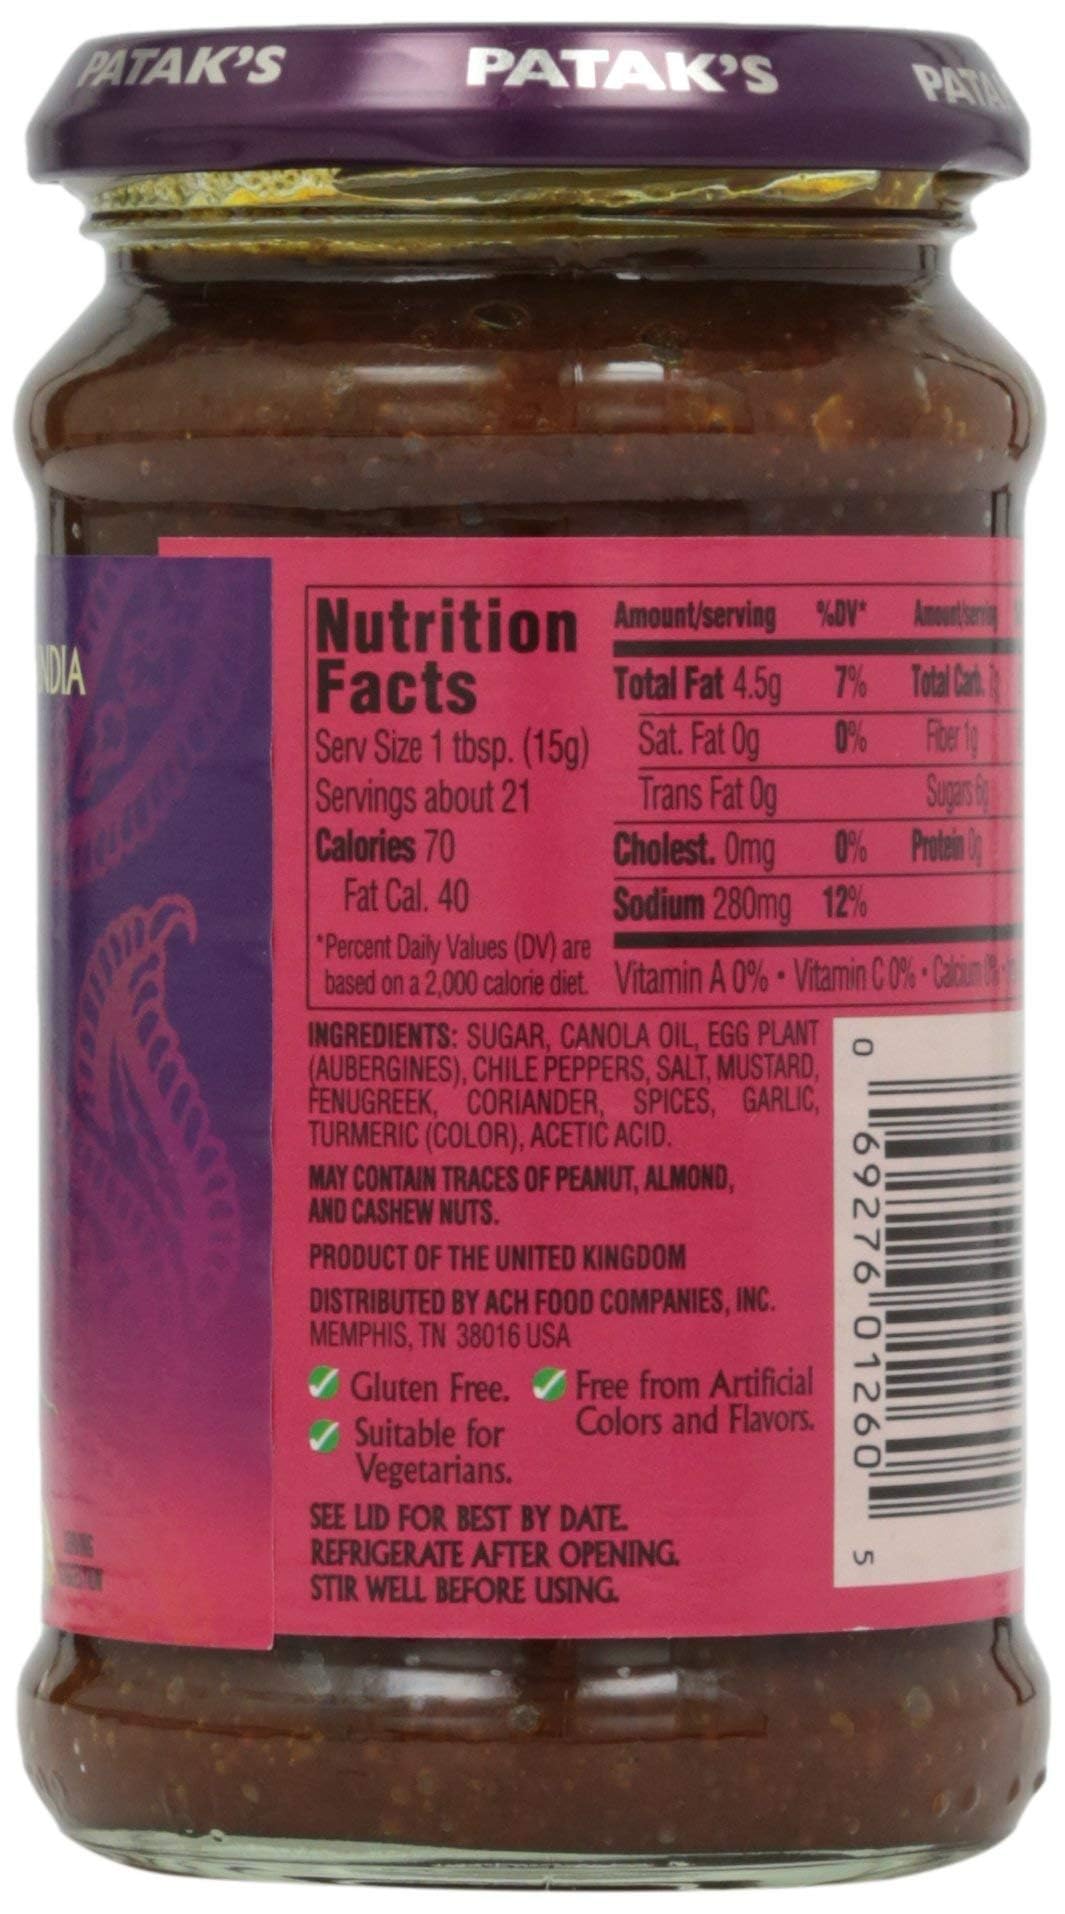 PATAK'S PATAK'S PATA
NDIA
Nutrition
Facts
Serv Size 1 tbsp. (15g)
Servings about 21
Calories 70
Fat Cal. 40
*Percent Daily Values (DV) are
based on a 2,000 calorie diet.
Amount/serving %DV* Amount/serving
Total Fat 4.5g 7% Total Carb.
Sat. Fat 0g 0% Fiber 1g
Trans Fat 0g Sugars 6g
Cholest. 0mg 0% Protein 0g
Sodium 280mg 12%
Vitamin A 0% • Vitamin C 0% • Calcium 0%
INGREDIENTS: SUGAR, CANOLA OIL, EGG PLANT
(AUBERGINES), CHILE PEPPERS, SALT, MUSTARD,
FENUGREEK, CORIANDER, SPICES, GARLIC,
TURMERIC (COLOR), ACETIC ACID.
MAY CONTAIN TRACES OF PEANUT, ALMOND,
AND CASHEW NUTS.
PRODUCT OF THE UNITED KINGDOM
DISTRIBUTED BY ACH FOOD COMPANIES, INC.
MEMPHIS, TN 38016 USA
Gluten Free.
Free from Artificial
Colors and Flavors.
Suitable for
Vegetarians.
SEE LID FOR BEST BY DATE.
REFRIGERATE AFTER OPENING.
STIR WELL BEFORE USING.
0 69276 01260 5